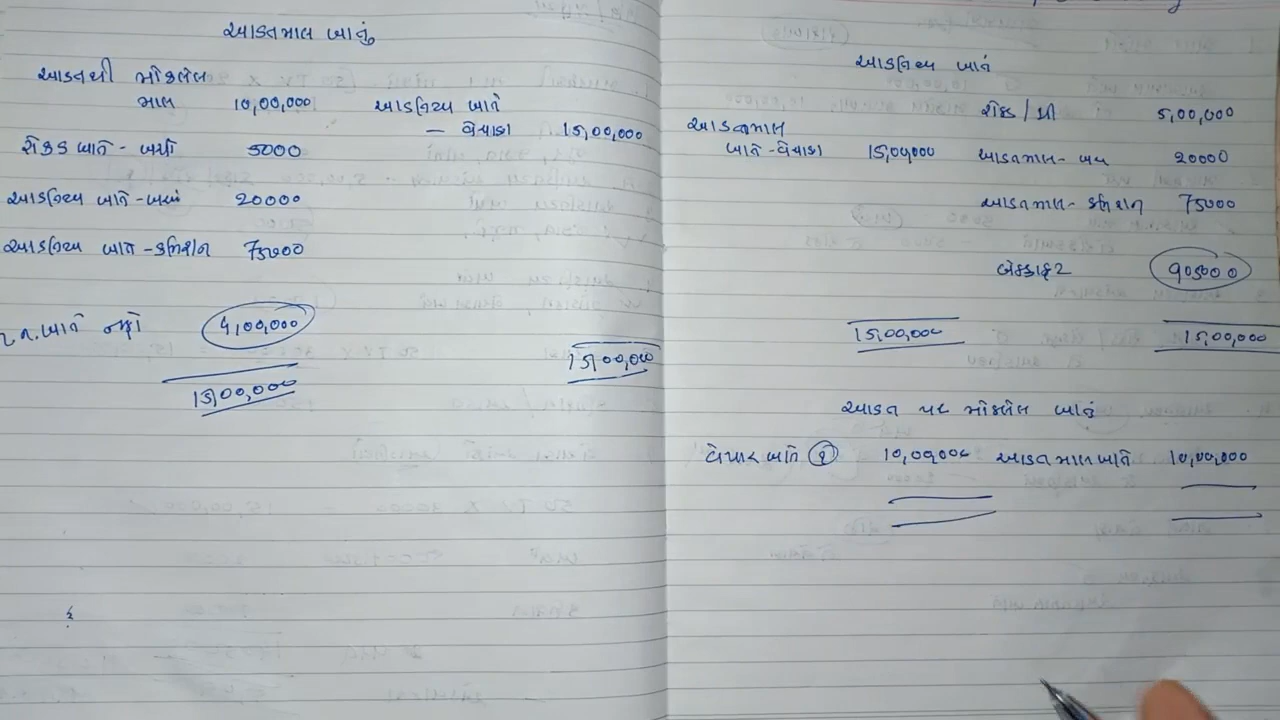 આડતમાલ ખાતું
આડતથી મોકલેલ
માલ 10,00,000 આડતિયા ખાતે
- વેચાણ 15,00,000
રોકડ ખાતે - ખર્ચા 5000
આડતિયા ખાતે - ખર્ચા 20000
આડતિયા ખાતે - કમિશન 75000
ન.ખાતે નફો 4,00,000
15,00,000
15,00,000
આડતિયા ખાતું
રોકડ / 5,00,000
આડતમાલ
ખાતે - વેચાણ 15,00,000 આડતમાલ - ખર્ચ 20000
આડતમાલ - કમિશન 75000
905000
15,00,000 15,00,000
આડત પર મોકલેલ ખાતું
વેપાર ખાતે 10,00,000 આડત માલ ખાતે 10,00,000